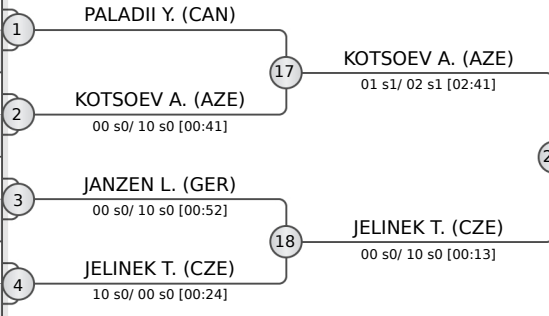 PALADII Y. (CAN)
1
17
KOTSOEV A. (AZE)
01 s1/ 02 s1 [02:41]
KOTSOEV A. (AZE)
2
00 s0/ 10 s0 [00:41]
JANZEN L. (GER)
3
00 s0/ 10 s0 [00:52]
18
JELINEK T. (CZE)
00 s0/ 10 s0 [00:13]
JELINEK T. (CZE)
4
10 s0/ 00 s0 [00:24]